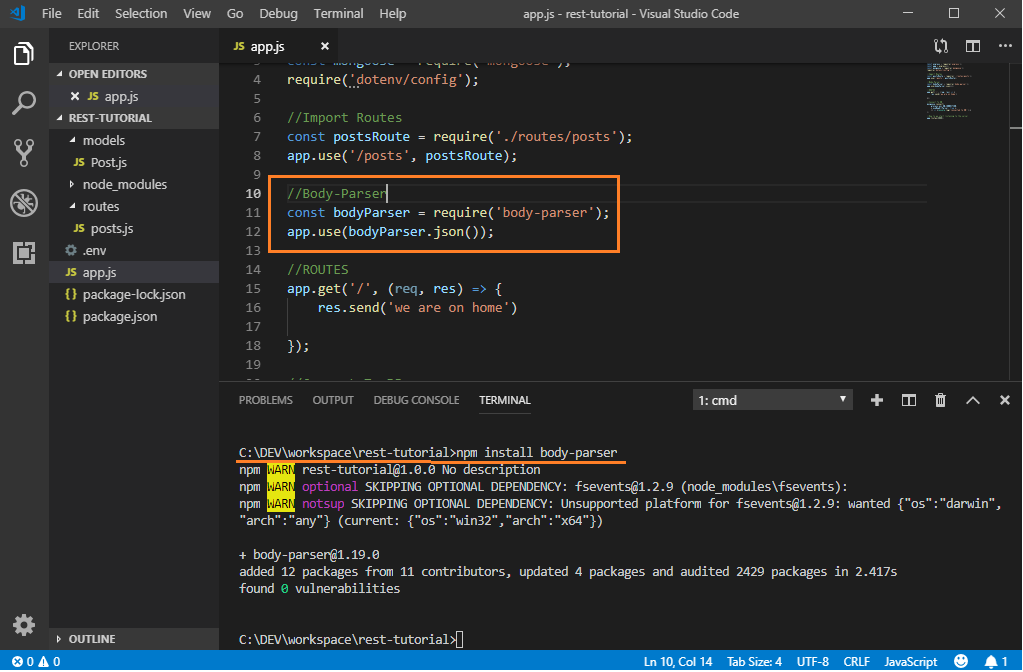 File Edit Selection View Go Debug Terminal Help app.js - rest-tutorial - Visual Studio Code
EXPLORER
OPEN EDITORS
JS app.js
REST-TUTORIAL
models
JS Post.js
node_modules
routes
JS posts.js
.env
JS app.js
{} package-lock.json
{} package.json
OUTLINE
JS app.js
4 require('dotenv/config');
5
6 //Import Routes
7 const postsRoute = require('./routes/posts');
8 app.use('/posts', postsRoute);
9
10 //Body-Parser
11 const bodyParser = require('body-parser');
12 app.use(bodyParser.json());
13
14 //ROUTES
15 app.get('/', (req, res) => {
16 res.send('we are on home')
17
18 });
19
PROBLEMS OUTPUT DEBUG CONSOLE TERMINAL 1: cmd
C:\DEV\workspace\rest-tutorial>npm install body-parser
npm WARN rest-tutorial@1.0.0 No description
npm WARN optional SKIPPING OPTIONAL DEPENDENCY: fsevents@1.2.9 (node_modules\fsevents):
npm WARN notsup SKIPPING OPTIONAL DEPENDENCY: Unsupported platform for fsevents@1.2.9: wanted {"os":"darwin",
"arch":"any"} (current: {"os":"win32","arch":"x64"})
+ body-parser@1.19.0
added 12 packages from 11 contributors, updated 4 packages and audited 2429 packages in 2.417s
found 0 vulnerabilities
C:\DEV\workspace\rest-tutorial>
0 0 Ln 10, Col 14 Tab Size: 4 UTF-8 CRLF JavaScript 1